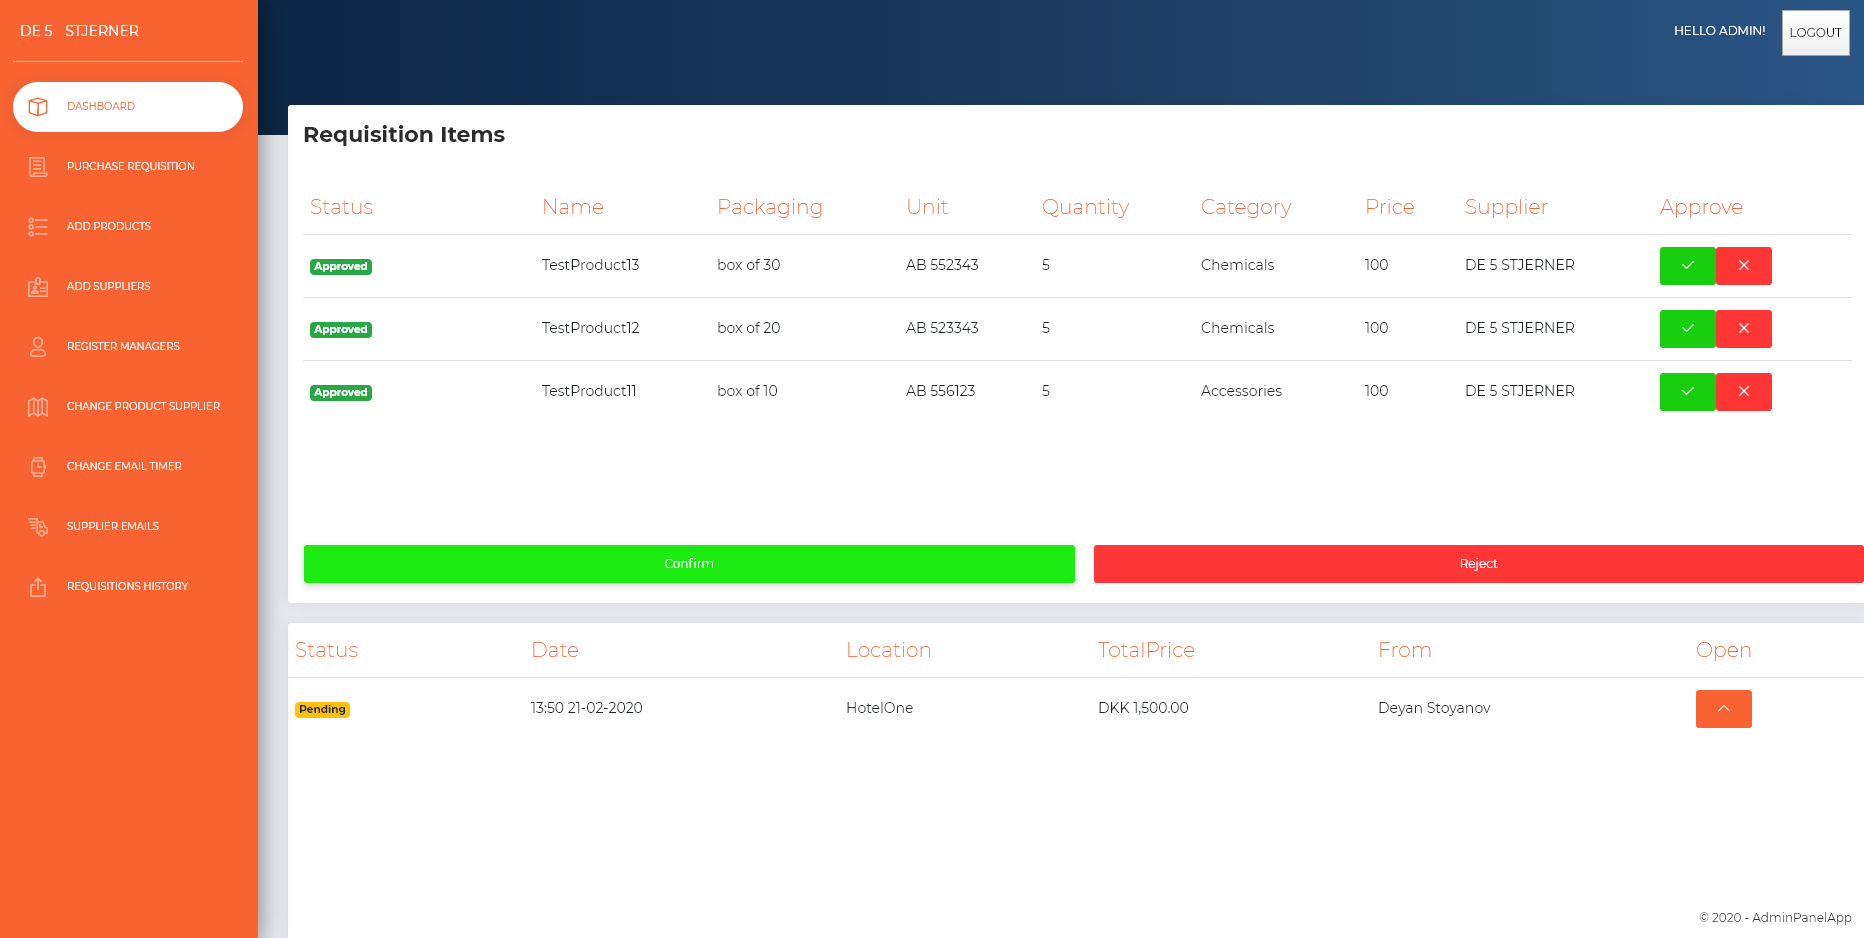 DE 5 STJERNER
HELLO ADMIN!
LOGOUT
DASHBOARD
PURCHASE REQUISITION
ADD PRODUCTS
ADD SUPPLIERS
REGISTER MANAGERS
CHANGE PRODUCT SUPPLIER
CHANGE EMAIL TIMER
SUPPLIER EMAILS
REQUISITIONS HISTORY
Requisition Items
Status Name Packaging Unit Quantity Category Price Supplier Approve
Approved TestProduct13 box of 30 AB 552343 5 Chemicals 100 DE 5 STJERNER
Approved TestProduct12 box of 20 AB 523343 5 Chemicals 100 DE 5 STJERNER
Approved TestProduct11 box of 10 AB 556123 5 Accessories 100 DE 5 STJERNER
Confirm Reject
Status Date Location TotalPrice From Open
Pending 13:50 21-02-2020 HotelOne DKK 1,500.00 Deyan Stoyanov
© 2020 - AdminPanelApp